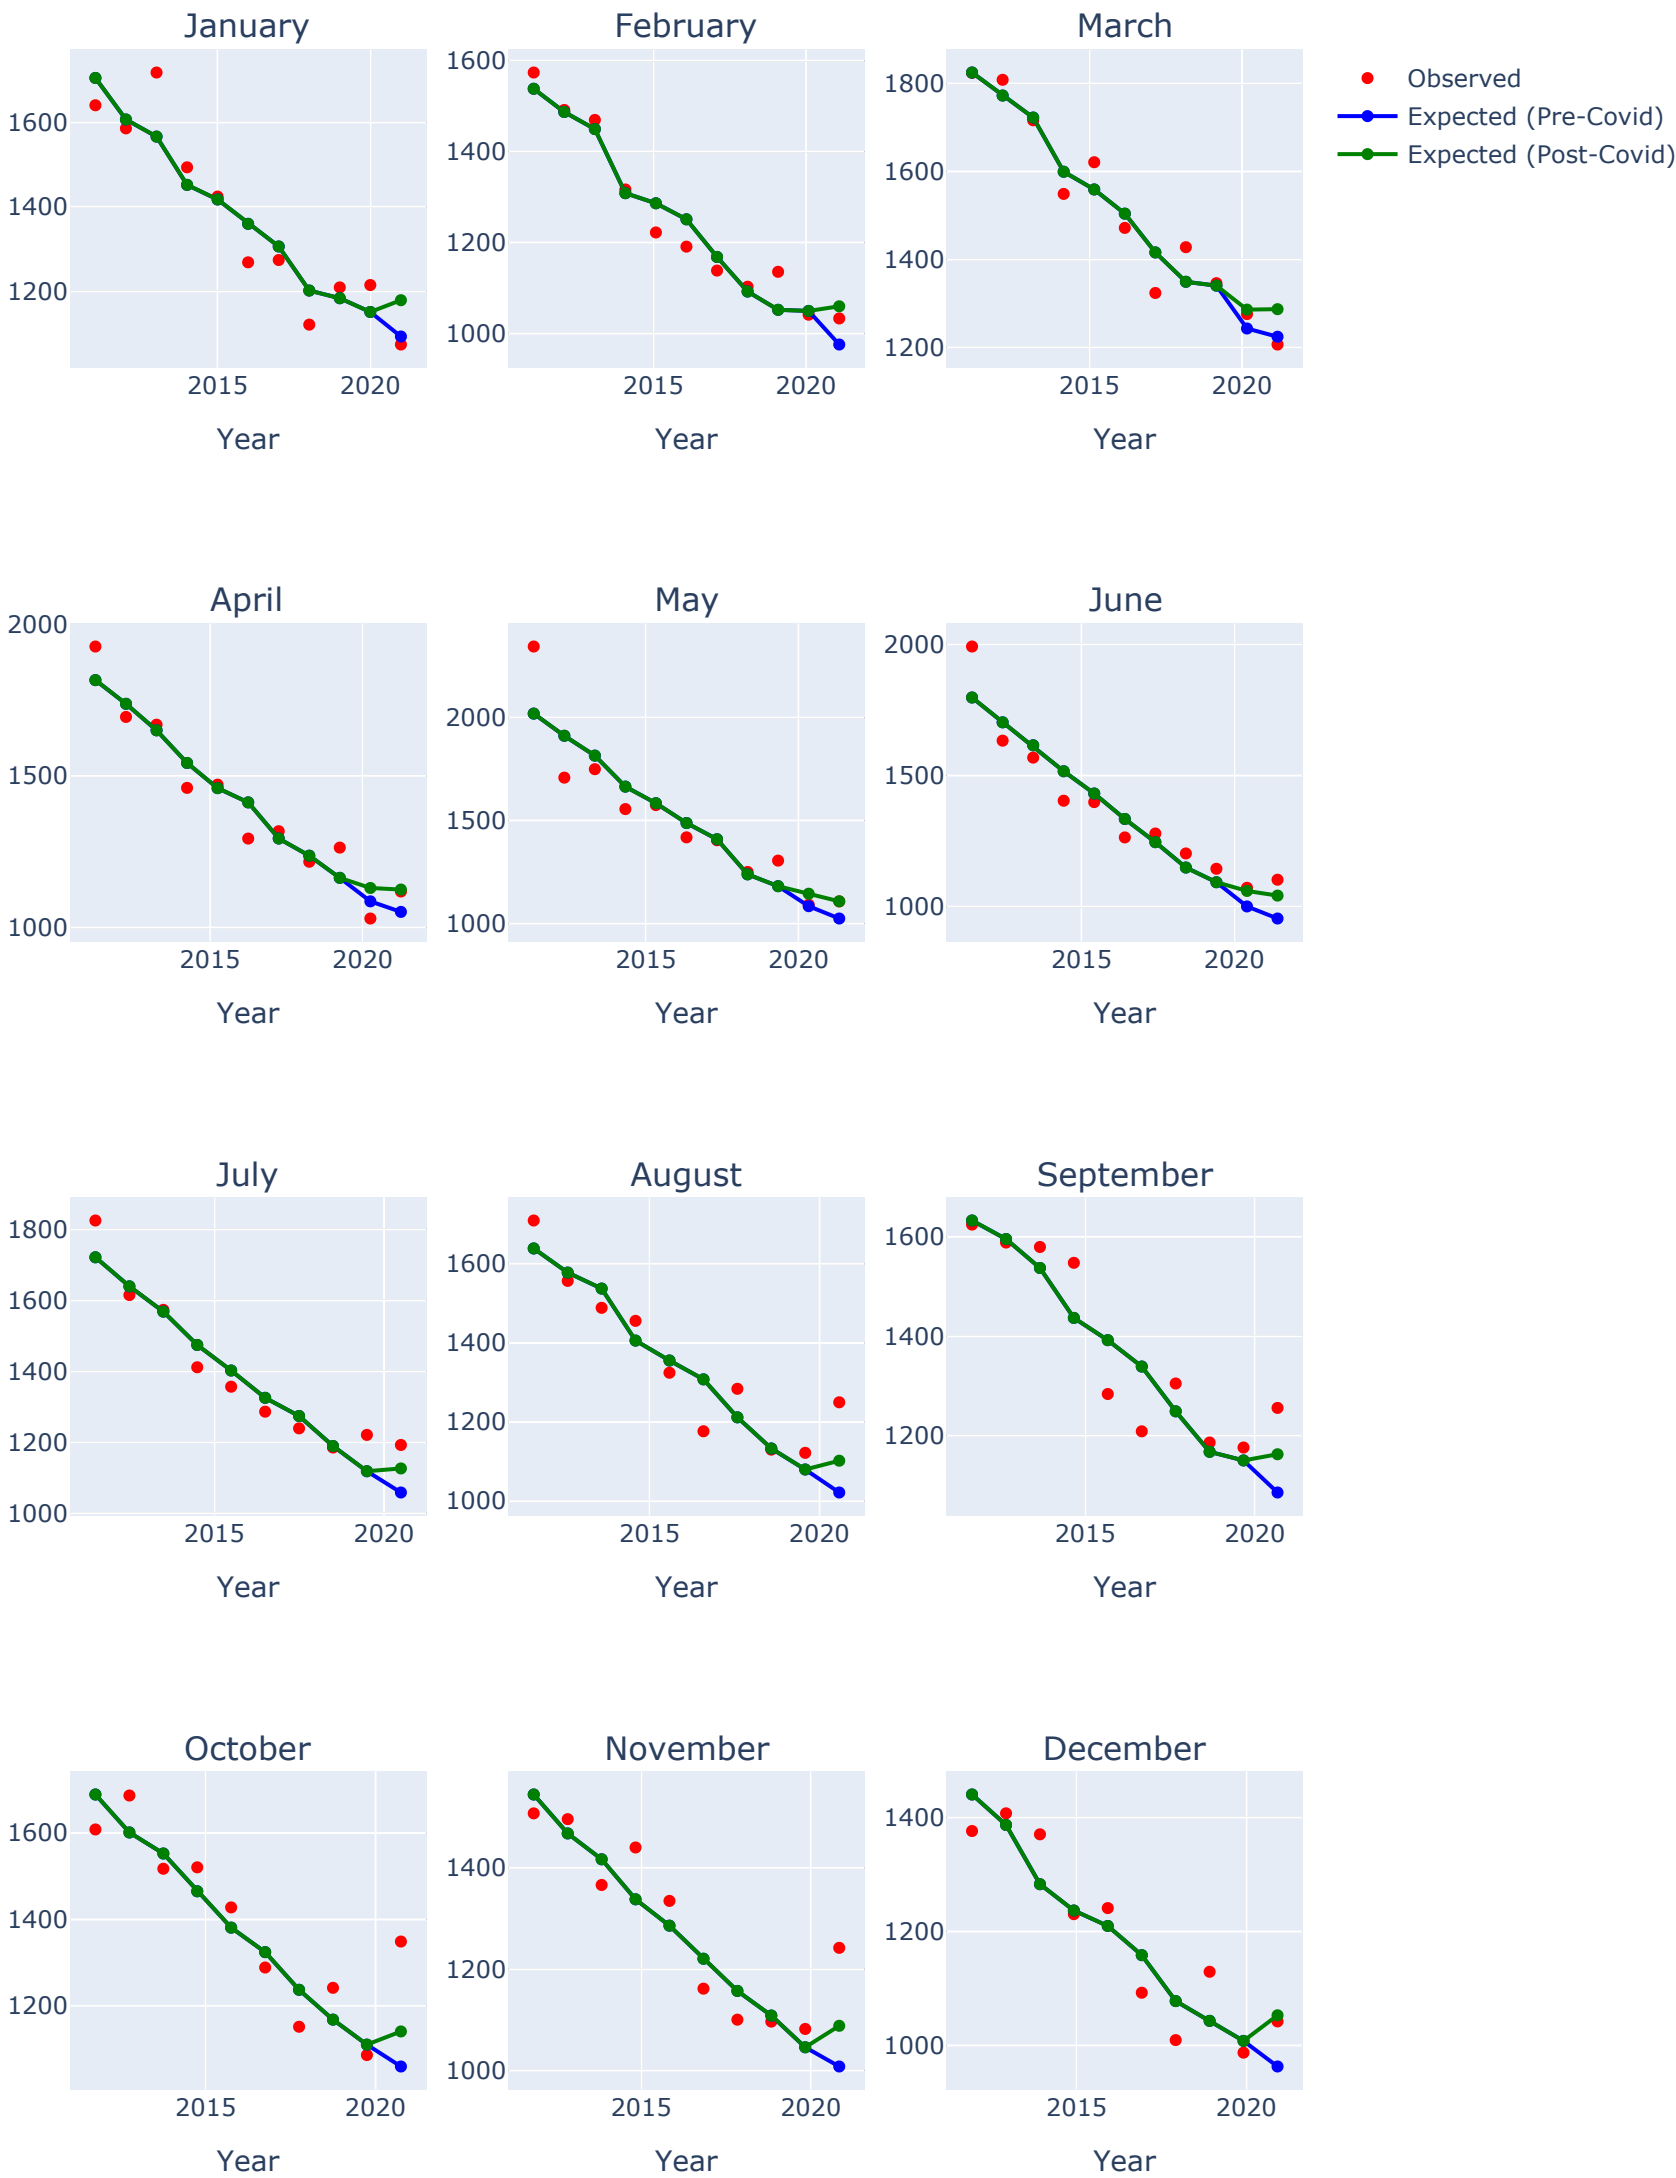 January
February
March
Observed
Expected (Pre-Covid)
Expected (Post-Covid)
1600
1400
1200
2015
2020
Year
1600
1400
1200
1000
2015
2020
Year
1800
1600
1400
1200
2015
2020
Year
April
May
June
2000
1500
1000
2015
2020
Year
2000
1500
1000
2015
2020
Year
2000
1500
1000
2015
2020
Year
July
August
September
1800
1600
1400
1200
1000
2015
2020
Year
1600
1400
1200
1000
2015
2020
Year
1600
1400
1200
2015
2020
Year
October
November
December
1600
1400
1200
2015
2020
Year
1400
1200
1000
2015
2020
Year
1400
1200
1000
2015
2020
Year